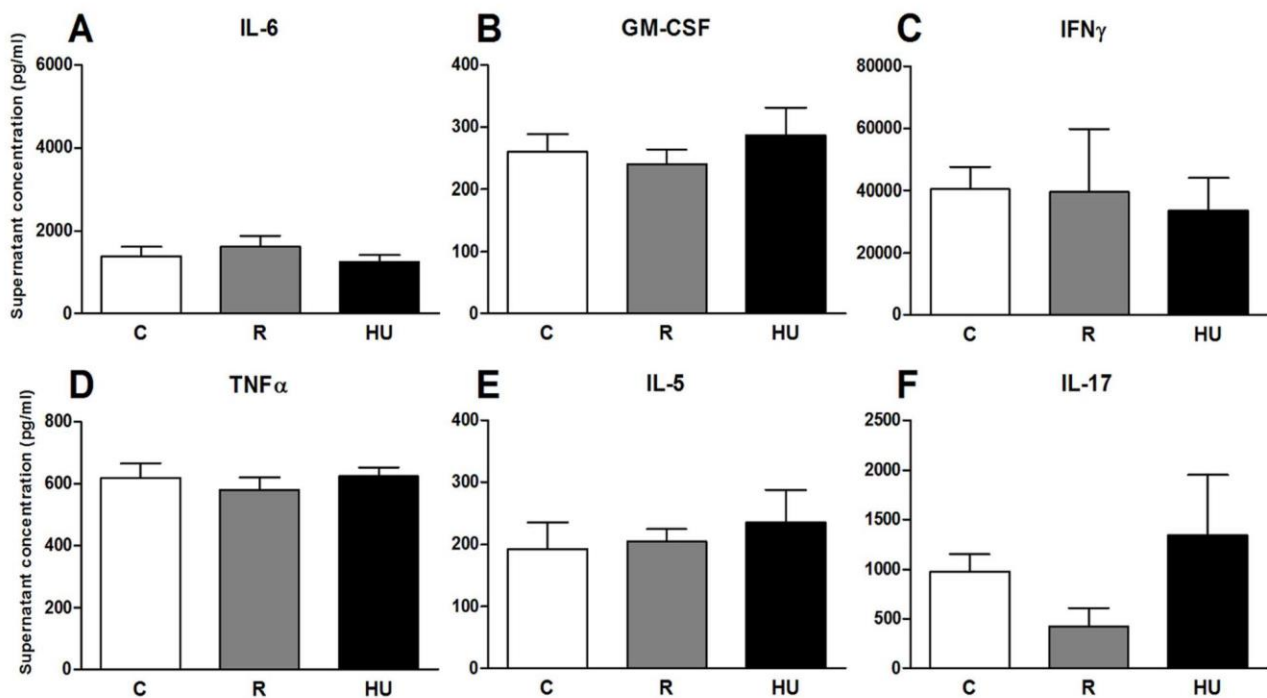 A IL-6
B GM-CSF
C IFNγ
Supernatant concentration (pg/ml)
6000
4000
2000
0
C R HU
400
300
200
100
0
C R HU
80000
60000
40000
20000
0
C R HU
D TNFα
E IL-5
F IL-17
Supernatant concentration (pg/ml)
800
600
400
600
200
0
C R HU
400
300
200
100
0
C R HU
2500
2000
1500
1000
500
0
C R HU